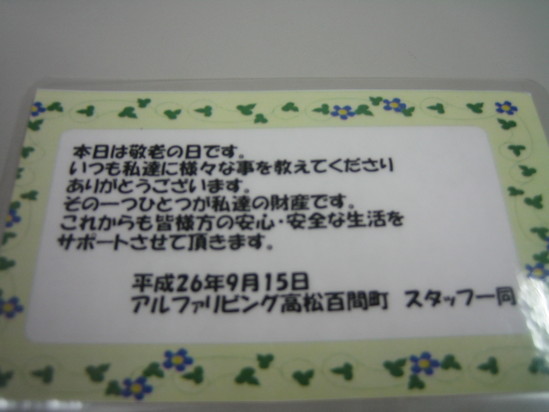 本日は敬老の日です。
いつも私達に様々な事を教えてくださり
ありがとうございます。
その一つひとつが私達の財産です。
これからも皆様方の安心・安全な生活を
サポートさせて頂きます。
平成26年9月15日
アルファリビング高松百間町 スタッフ一同